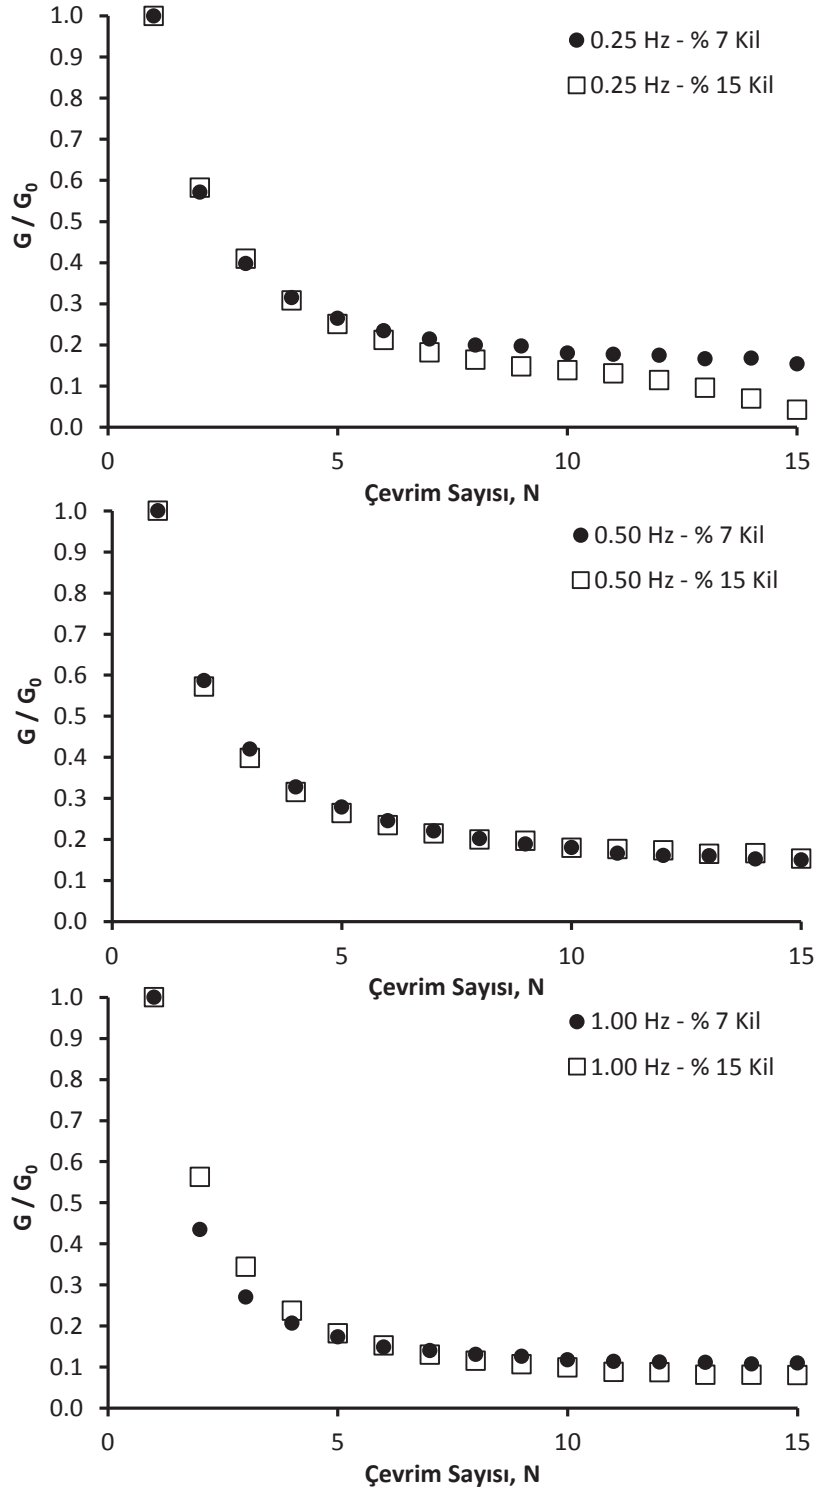 1.0
0.9
0.8
0.7
0.6
0.5
0.4
0.3
0.2
0.1
0.0
G / G₀
0.25 Hz - % 7 Kil
0.25 Hz - % 15 Kil
0 5 10 15
Çevrim Sayısı, N
1.0
0.9
0.8
0.7
0.6
0.5
0.4
0.3
0.2
0.1
0.0
G / G₀
0.50 Hz - % 7 Kil
0.50 Hz - % 15 Kil
0 5 10 15
Çevrim Sayısı, N
1.0
0.9
0.8
0.7
0.6
0.5
0.4
0.3
0.2
0.1
0.0
G / G₀
1.00 Hz - % 7 Kil
1.00 Hz - % 15 Kil
0 5 10 15
Çevrim Sayısı, N